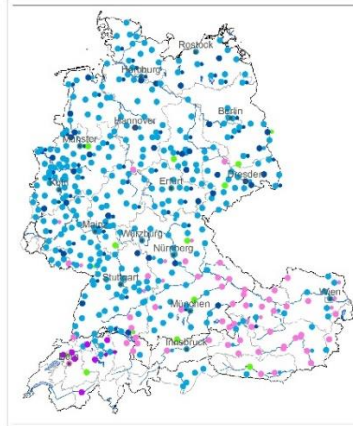 Rostock
Hamburg
Berlin
Hannover
Münster
Köln
Erfurt
Dresden
Mainz
Würzburg
Nürnberg
Stuttgart
Wien
München
Innsbruck